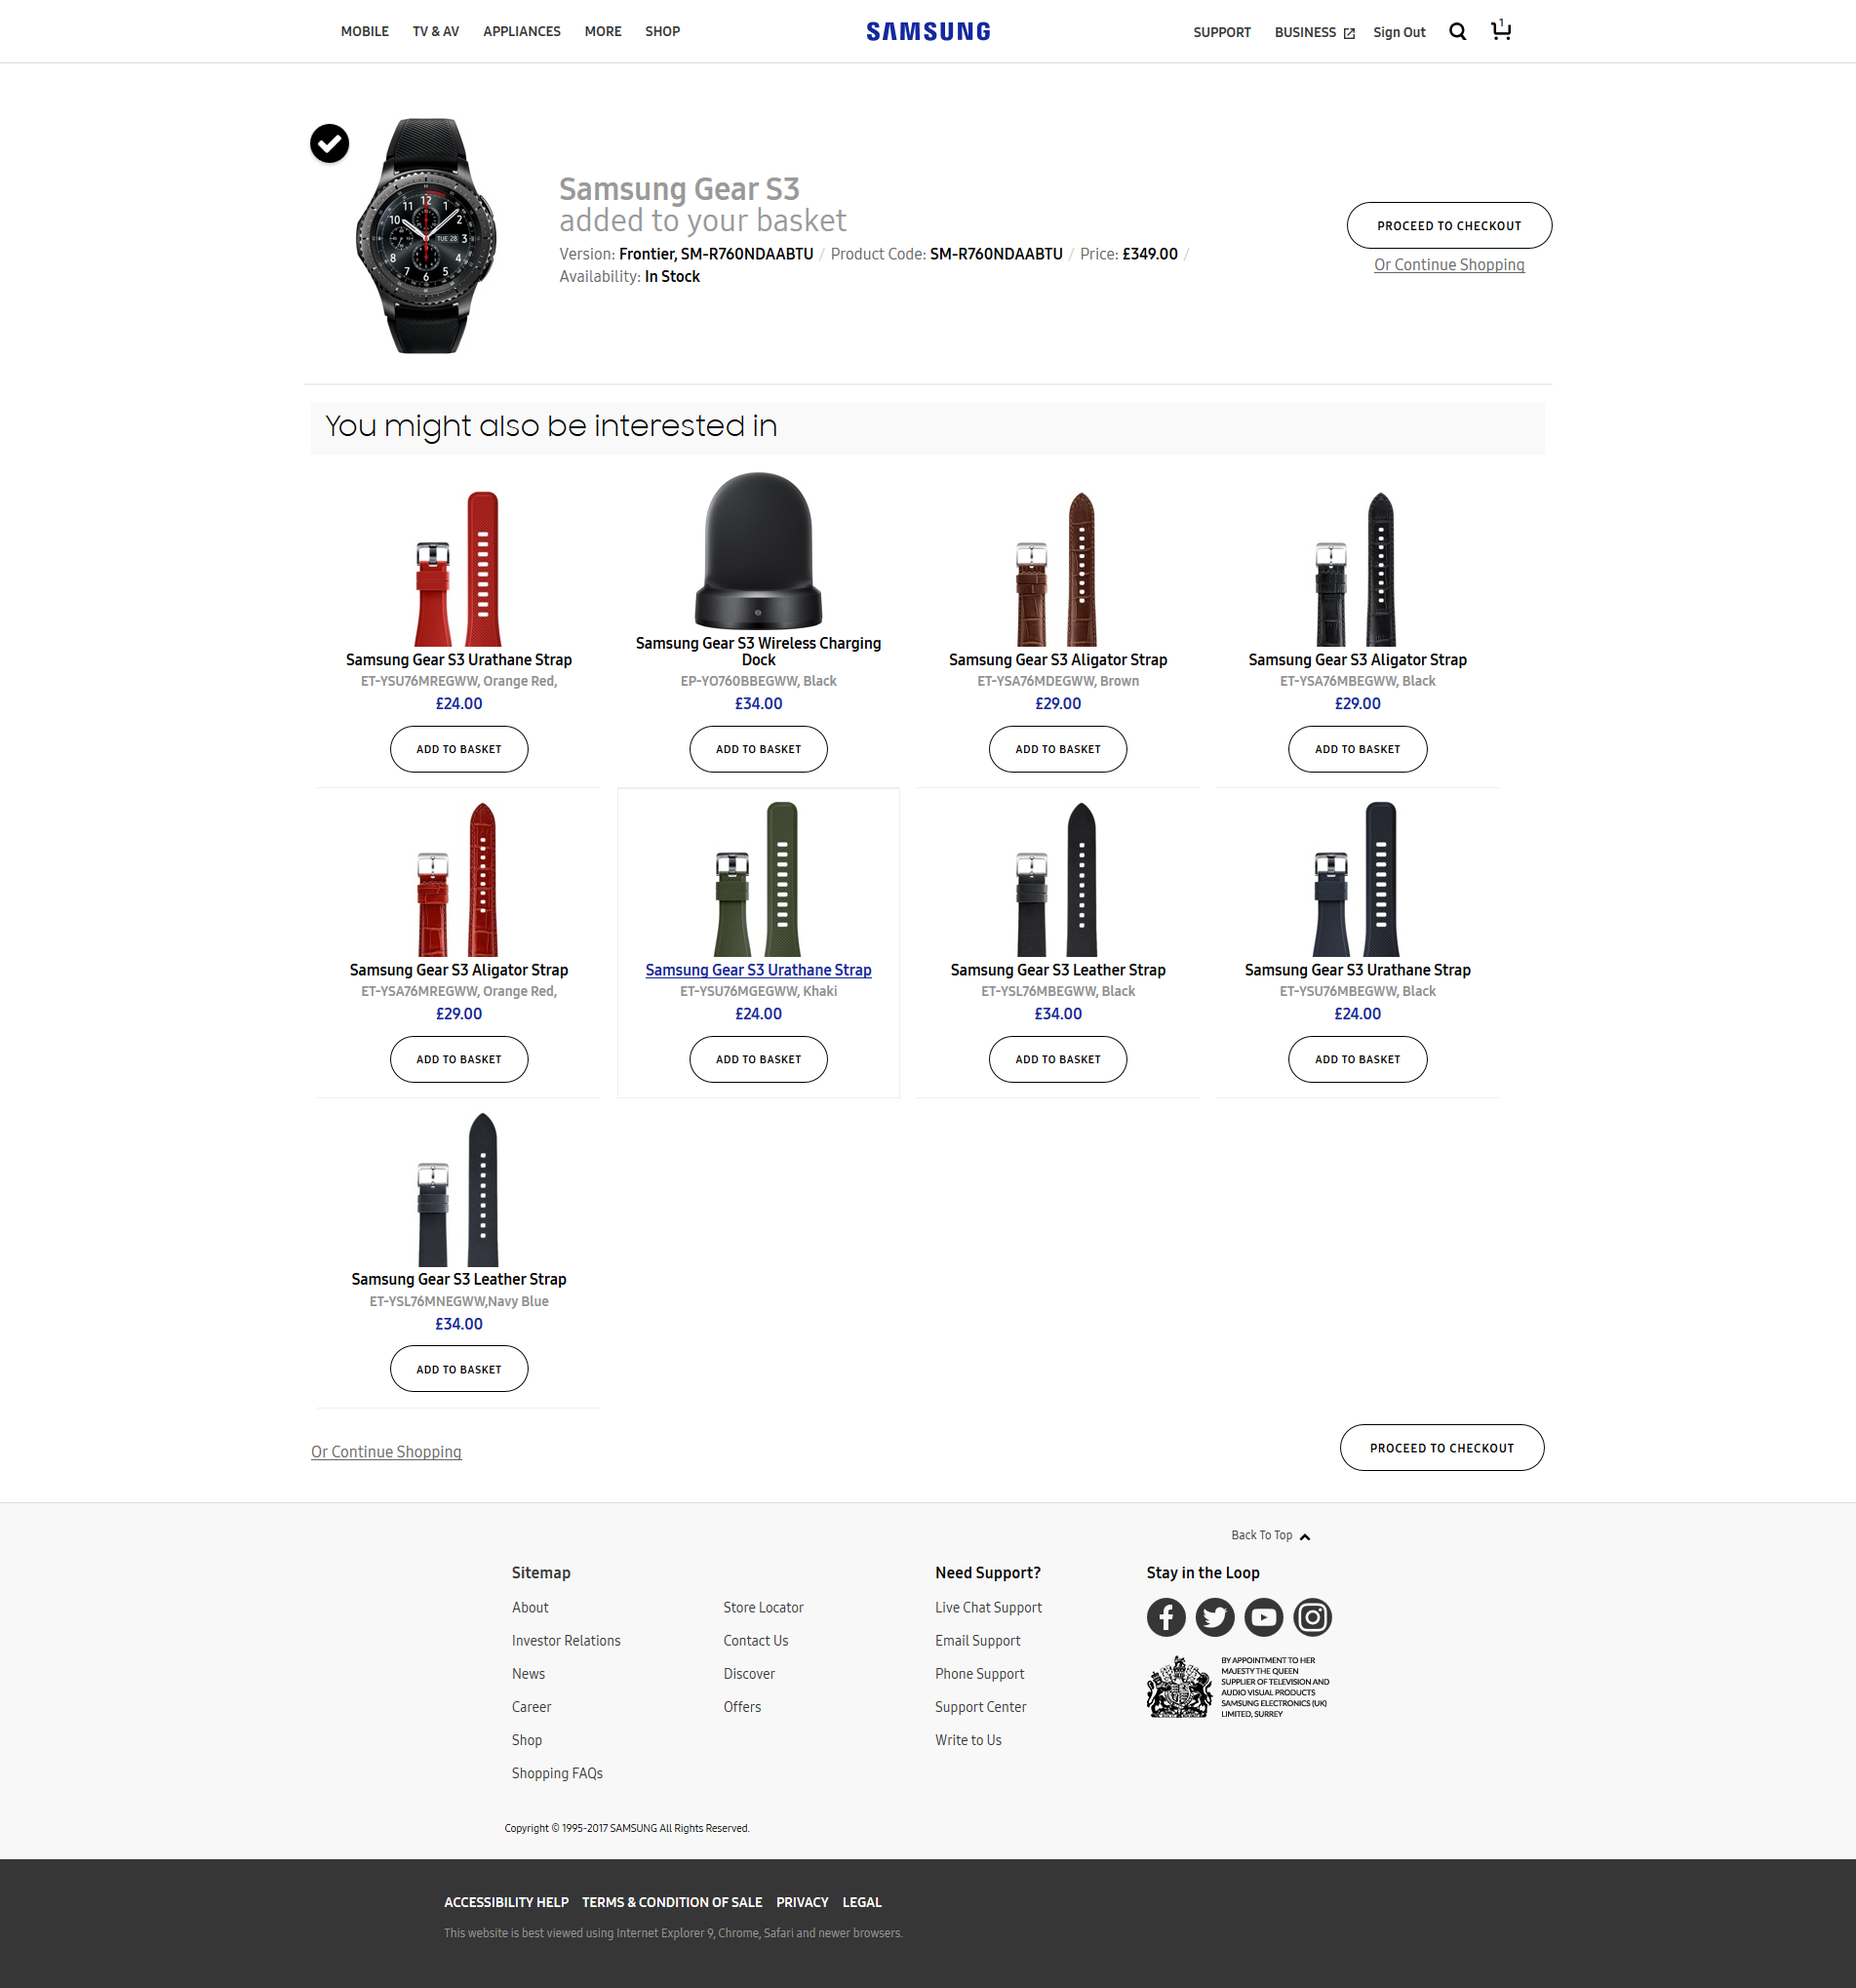 MOBILE TV & AV APPLIANCES MORE SHOP SAMSUNG SUPPORT BUSINESS Sign Out 1
12 1 2 3 4 5 6 7 8 10 11
TUE 28
Samsung Gear S3
added to your basket
Version: Frontier, SM-R760NDAABTU / Product Code: SM-R760NDAABTU / Price: £349.00 /
Availability: In Stock
PROCEED TO CHECKOUT
Or Continue Shopping
You might also be interested in
Samsung Gear S3 Urathane Strap
ET-YSU76MREGWW, Orange Red,
£24.00
ADD TO BASKET
Samsung Gear S3 Wireless Charging
Dock
EP-YO760BBEGWW, Black
£34.00
ADD TO BASKET
Samsung Gear S3 Aligator Strap
ET-YSA76MDEGWW, Brown
£29.00
ADD TO BASKET
Samsung Gear S3 Aligator Strap
ET-YSA76MBEGWW, Black
£29.00
ADD TO BASKET
Samsung Gear S3 Aligator Strap
ET-YSA76MREGWW, Orange Red,
£29.00
ADD TO BASKET
Samsung Gear S3 Urathane Strap
ET-YSU76MGEGWW, Khaki
£24.00
ADD TO BASKET
Samsung Gear S3 Leather Strap
ET-YSL76MBEGWW, Black
£34.00
ADD TO BASKET
Samsung Gear S3 Urathane Strap
ET-YSU76MBEGWW, Black
£24.00
ADD TO BASKET
Samsung Gear S3 Leather Strap
ET-YSL76MNEGWW,Navy Blue
£34.00
ADD TO BASKET
Or Continue Shopping
PROCEED TO CHECKOUT
Back To Top
Sitemap
About
Investor Relations
News
Career
Shop
Shopping FAQs
Store Locator
Contact Us
Discover
Offers
Need Support?
Live Chat Support
Email Support
Phone Support
Support Center
Write to Us
Stay in the Loop
BY APPOINTMENT TO HER
MAJESTY THE QUEEN
SUPPLIER OF TELEVISION AND
AUDIO VISUAL PRODUCTS
SAMSUNG ELECTRONICS (UK)
LIMITED, SURREY
Copyright © 1995-2017 SAMSUNG All Rights Reserved.
ACCESSIBILITY HELP TERMS & CONDITION OF SALE PRIVACY LEGAL
This website is best viewed using Internet Explorer 9, Chrome, Safari and newer browsers.